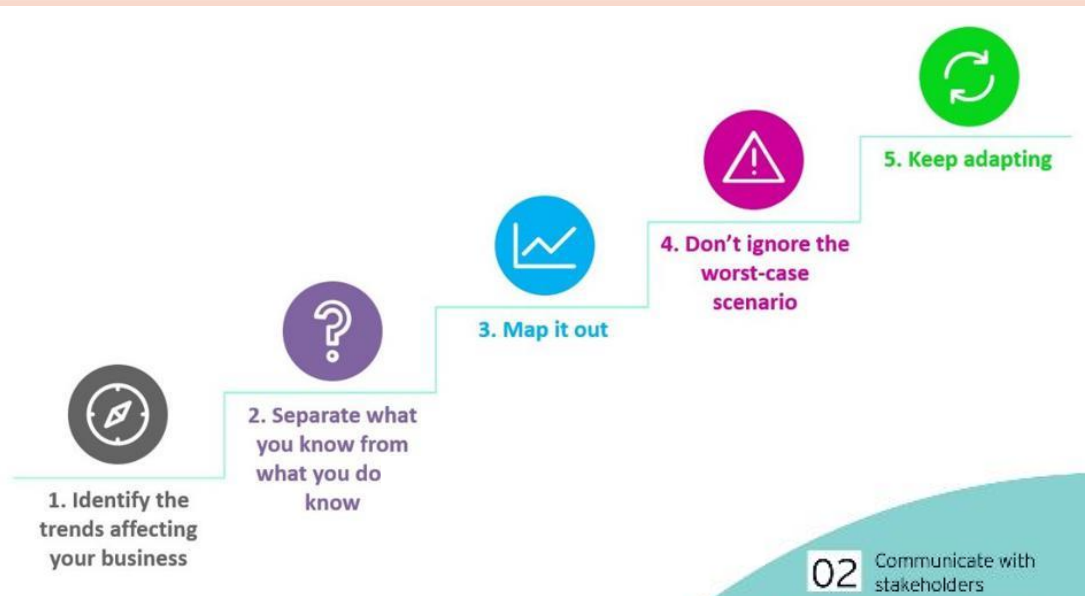 1. Identify the
trends affecting
your business
2. Separate what
you know from
what you do
know
3. Map it out
4. Don’t ignore the
worst-case
scenario
5. Keep adapting
02
Communicate with
stakeholders